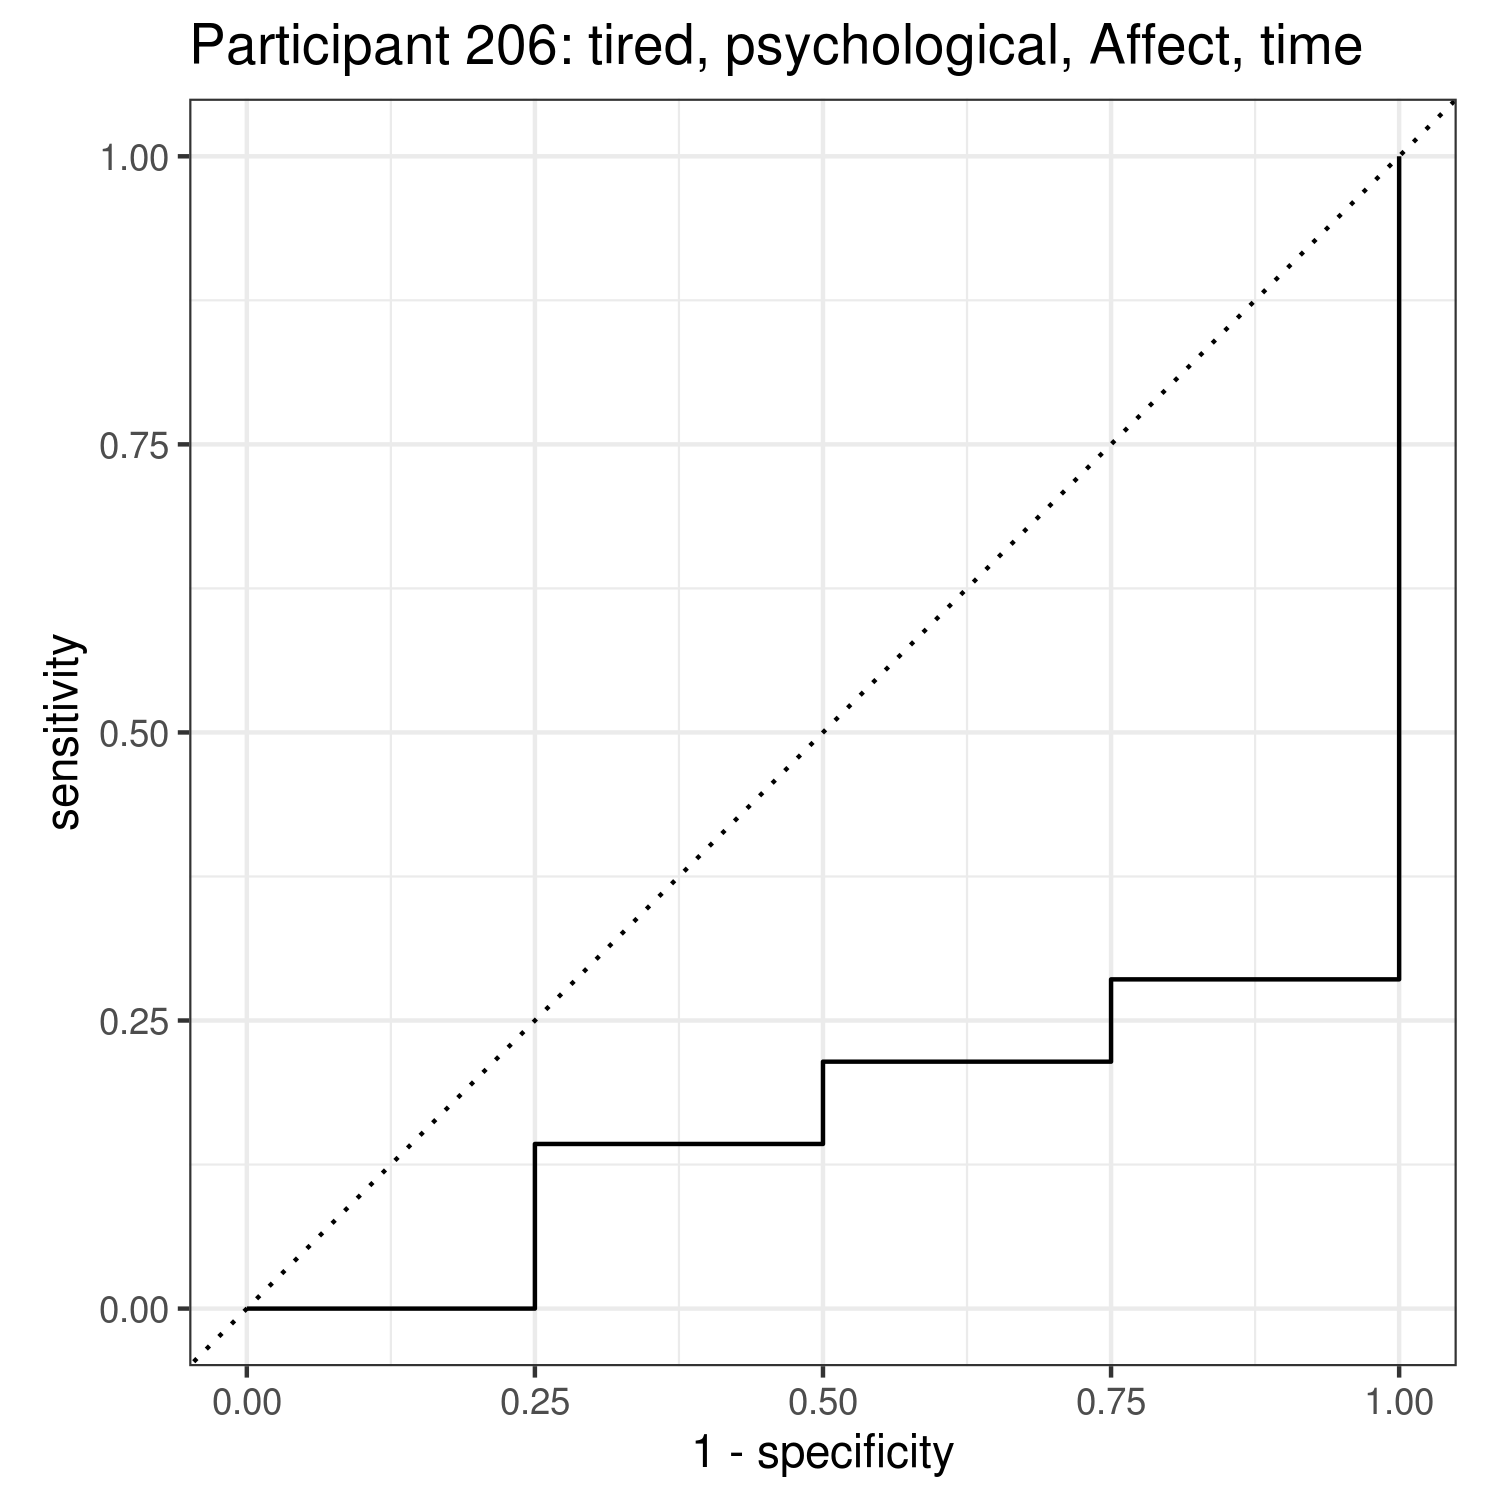 Participant 206: tired, psychological, Affect, time
1.00
0.75
0.50
0.25
0.00
sensitivity
0.00 0.25 0.50 0.75 1.00
1 - specificity